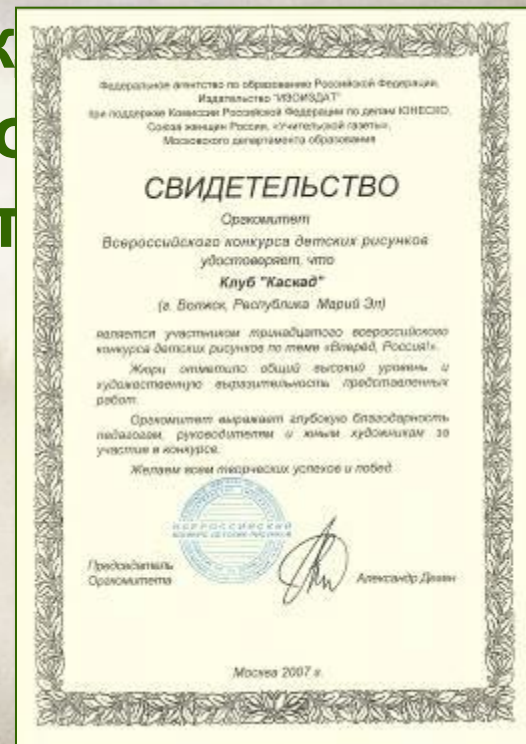 к
о
т
Федеральное агентство по образованию Российской Федерации,
Издательство "ИЗОИЗДАТ"
при поддержке Комиссии Российской Федерации по делам ЮНЕСКО,
Союза женщин России, «Учительской газеты»,
Московского департамента образования
СВИДЕТЕЛЬСТВО
Оргкомитет
Всероссийского конкурса детских рисунков
удостоверяет, что
Клуб "Каскад"
(г. Волжск, Республика Марий Эл)
является участником тринадцатого всероссийского
конкурса детских рисунков по теме «Вперёд, Россия!».
Жюри отметило общий высокий уровень и
художественную выразительность представленных
работ.
Оргкомитет выражает глубокую благодарность
педагогам, руководителям и юным художникам за
участие в конкурсе.
Желаем всем творческих успехов и побед.
ВСЕРОССИЙСКИЙ
КОНКУРС ДЕТСКИХ РИСУНКОВ
Председатель
Оргкомитета
Александр
Москва 2007 г.